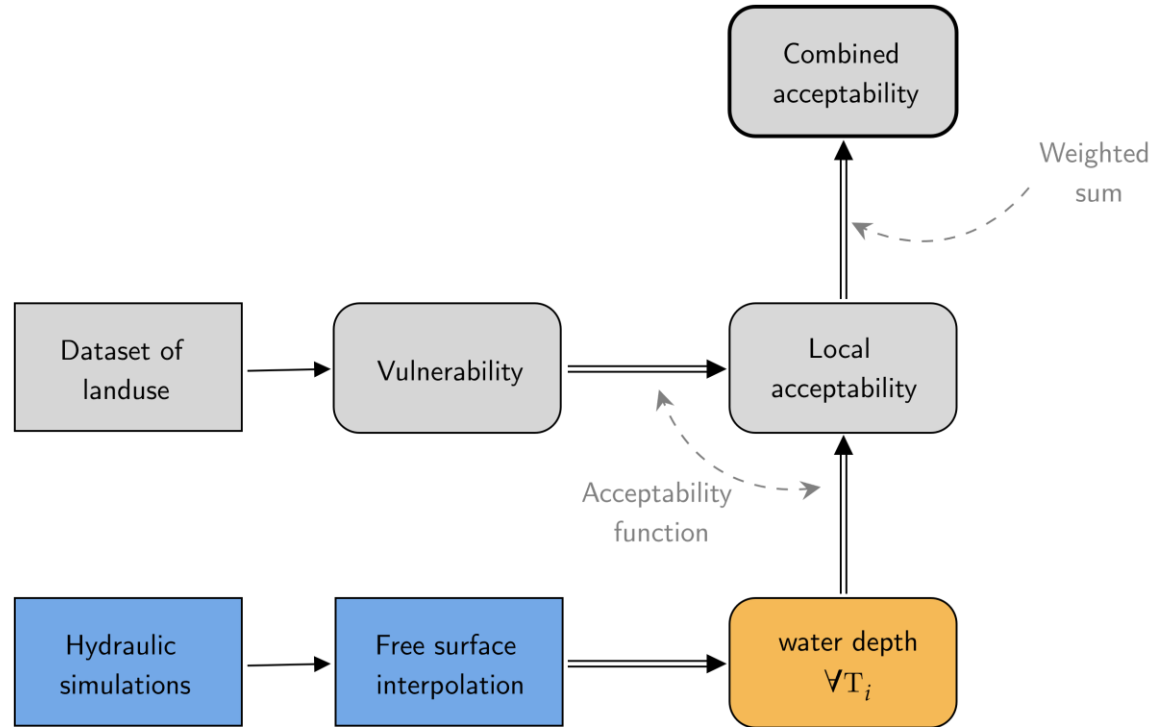 Combined
acceptability
Weighted
sum
Dataset of
landuse
Vulnerability
Local
acceptability
Acceptability
function
Hydraulic
simulations
Free surface
interpolation
water depth
∀T_i